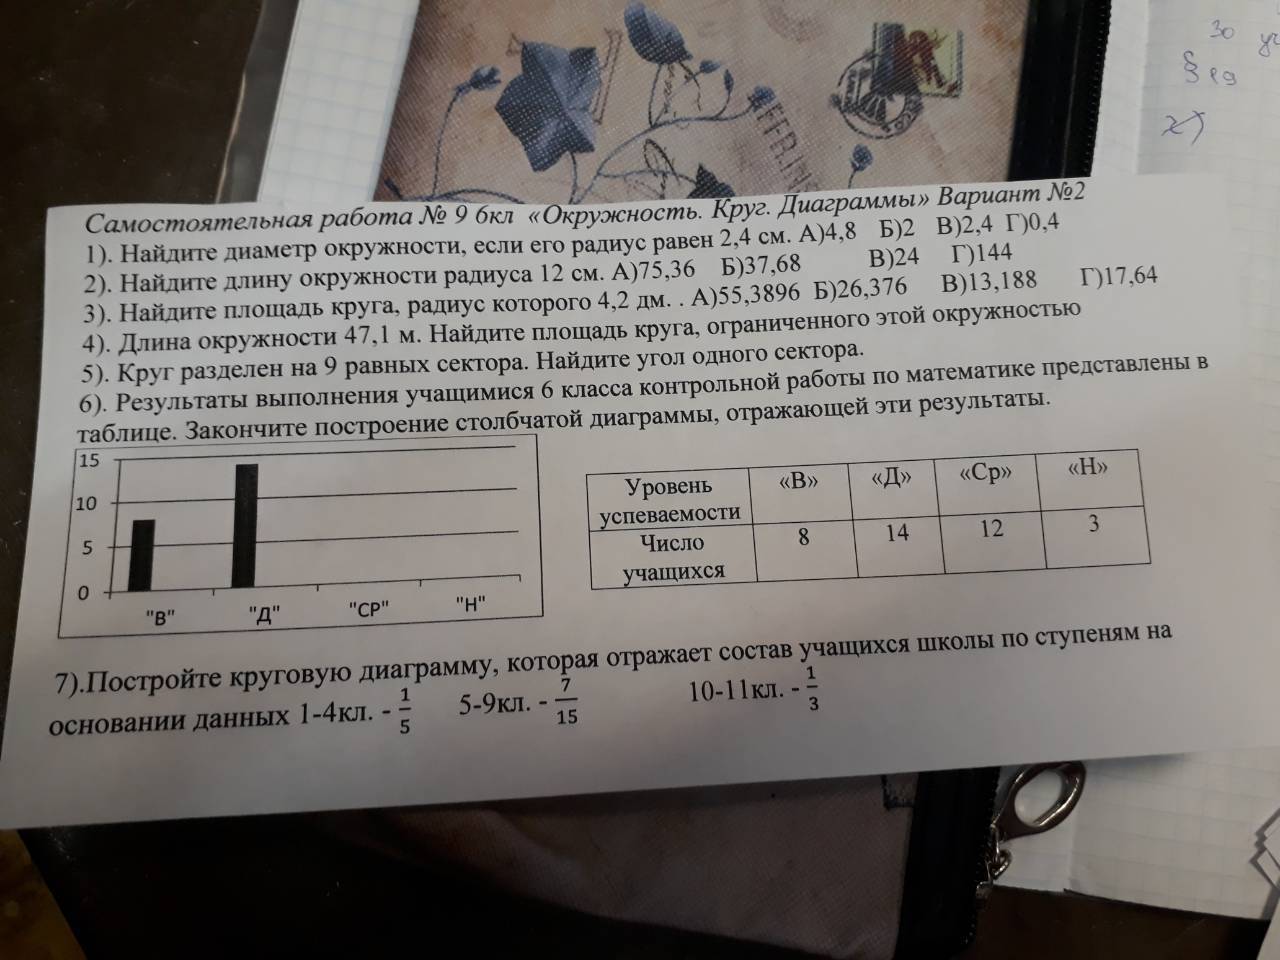 30
§ 19
Самостоятельная работа № 9 6кл «Окружность. Круг. Диаграммы» Вариант №2
1). Найдите диаметр окружности, если его радиус равен 2,4 см. А)4,8 Б)2 В)2,4 Г)0,4
2). Найдите длину окружности радиуса 12 см. А)75,36 Б)37,68 В)24 Г)144
3). Найдите площадь круга, радиус которого 4,2 дм. . А)55,3896 Б)26,376 В)13,188 Г)17,64
4). Длина окружности 47,1 м. Найдите площадь круга, ограниченного этой окружностью
5). Круг разделен на 9 равных сектора. Найдите угол одного сектора.
6). Результаты выполнения учащимися 6 класса контрольной работы по математике представлены в
таблице. Закончите построение столбчатой диаграммы, отражающей эти результаты.
15
10
5
0
"В" "Д" "СР" "Н"
Уровень успеваемости «В» «Д» «Ср» «Н»
Число учащихся 8 14 12 3
7).Постройте круговую диаграмму, которая отражает состав учащихся школы по ступеням на
основании данных 1-4кл. - 1/5 5-9кл. - 7/15 10-11кл. - 1/3